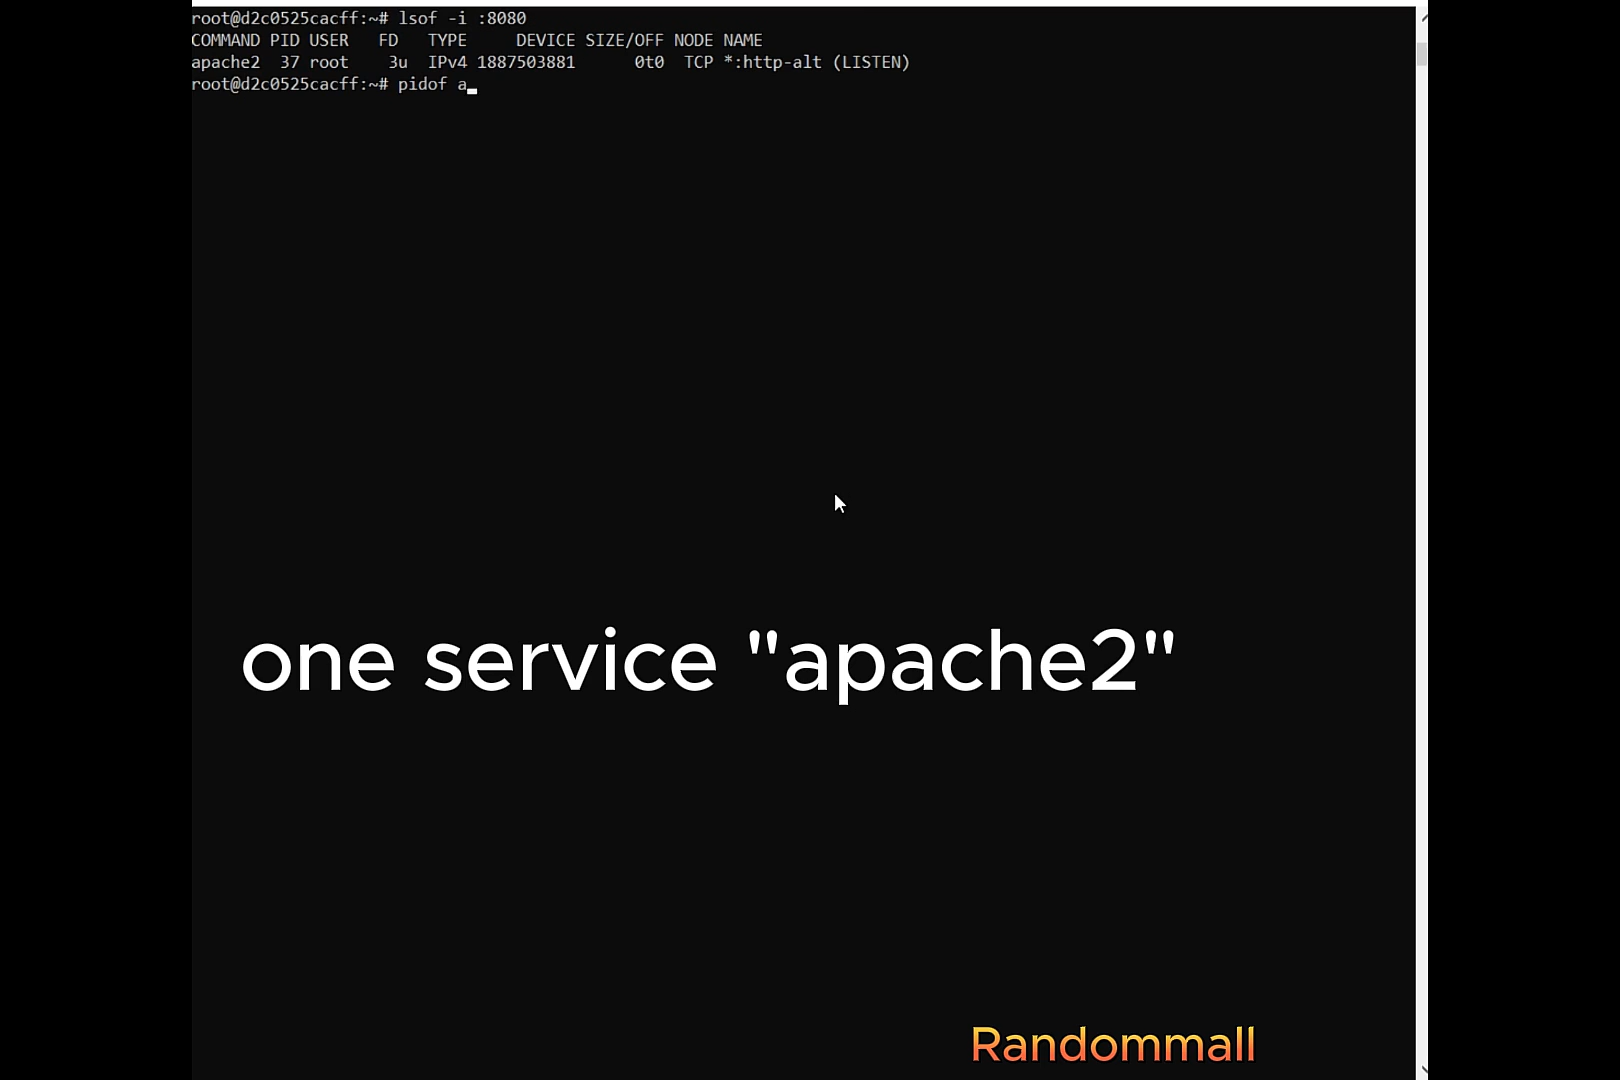 root@d2c0525cacff:~# lsof -i :8080
COMMAND PID USER   FD   TYPE     DEVICE SIZE/OFF NODE NAME
apache2  37 root    3u  IPv4 1887503881      0t0  TCP *:http-alt (LISTEN)
root@d2c0525cacff:~# pidof a
one service "apache2"
Randommall